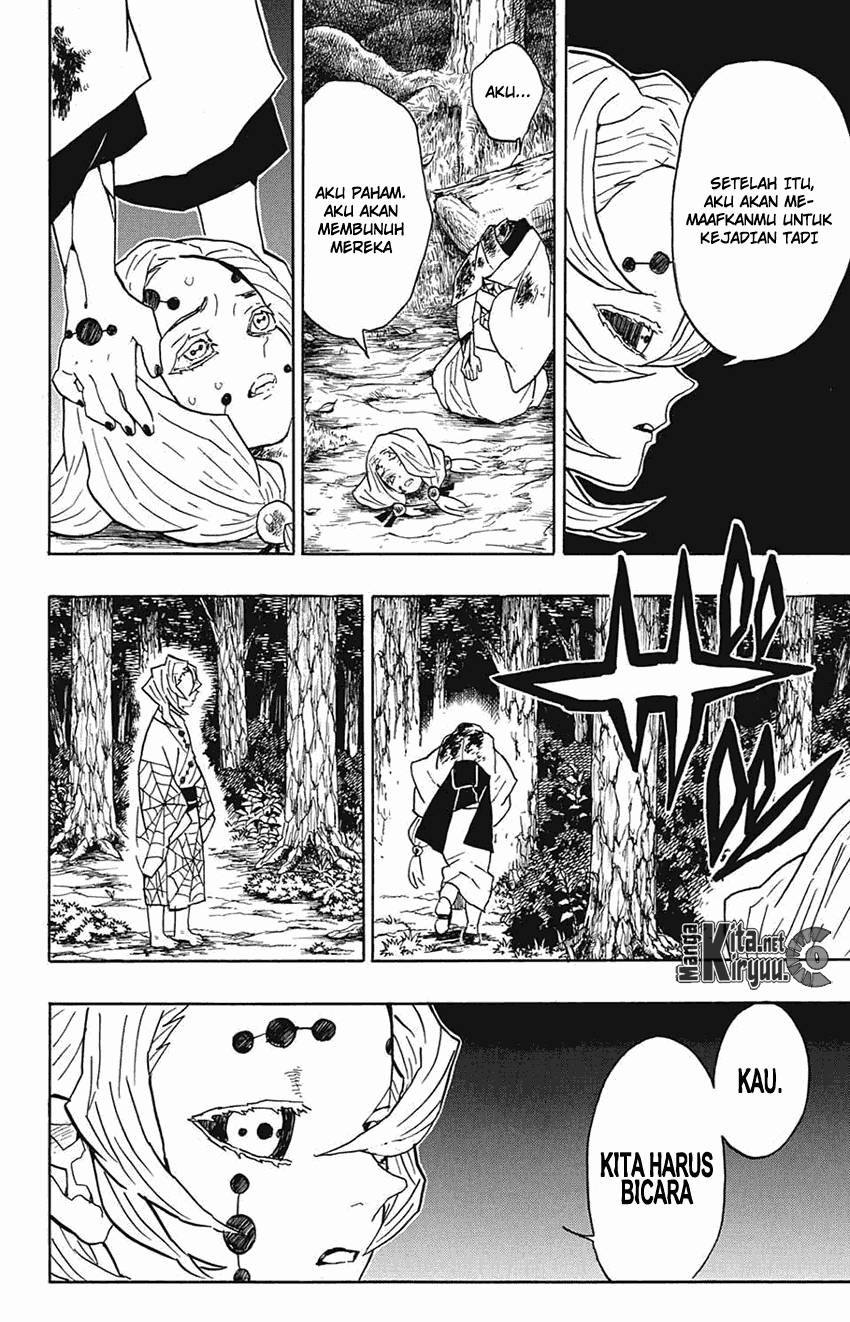 SETELAH ITU,
AKU AKAN ME-
MAAFKANMU UNTUK
KEJADIAN TADI
AKU...
AKU PAHAM.
AKU AKAN
MEMBUNUH
MEREKA
Manga
Kita.net
Kiryuu.
KAU.
KITA HARUS
BICARA